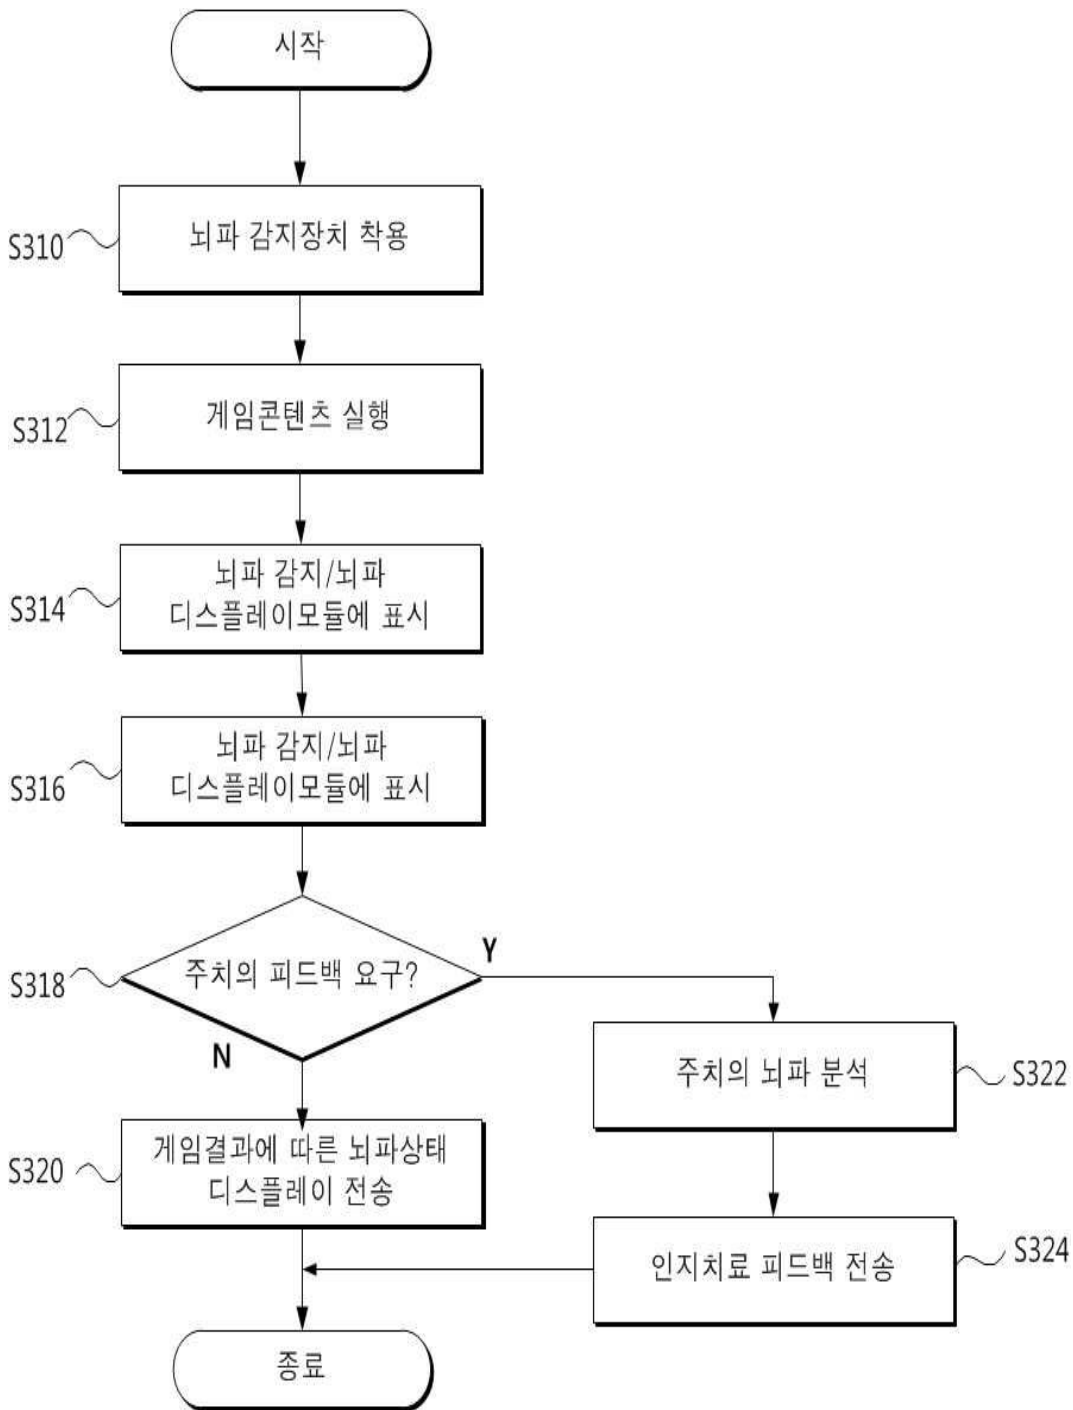 시작
S310
뇌파 감지장치 착용
S312
게임콘텐츠 실행
S314
뇌파 감지/뇌파
디스플레이모듈에 표시
S316
뇌파 감지/뇌파
디스플레이모듈에 표시
S318
주치의 피드백 요구?
Y
N
주치의 뇌파 분석
S322
S320
게임결과에 따른 뇌파상태
디스플레이 전송
인지치료 피드백 전송
S324
종료